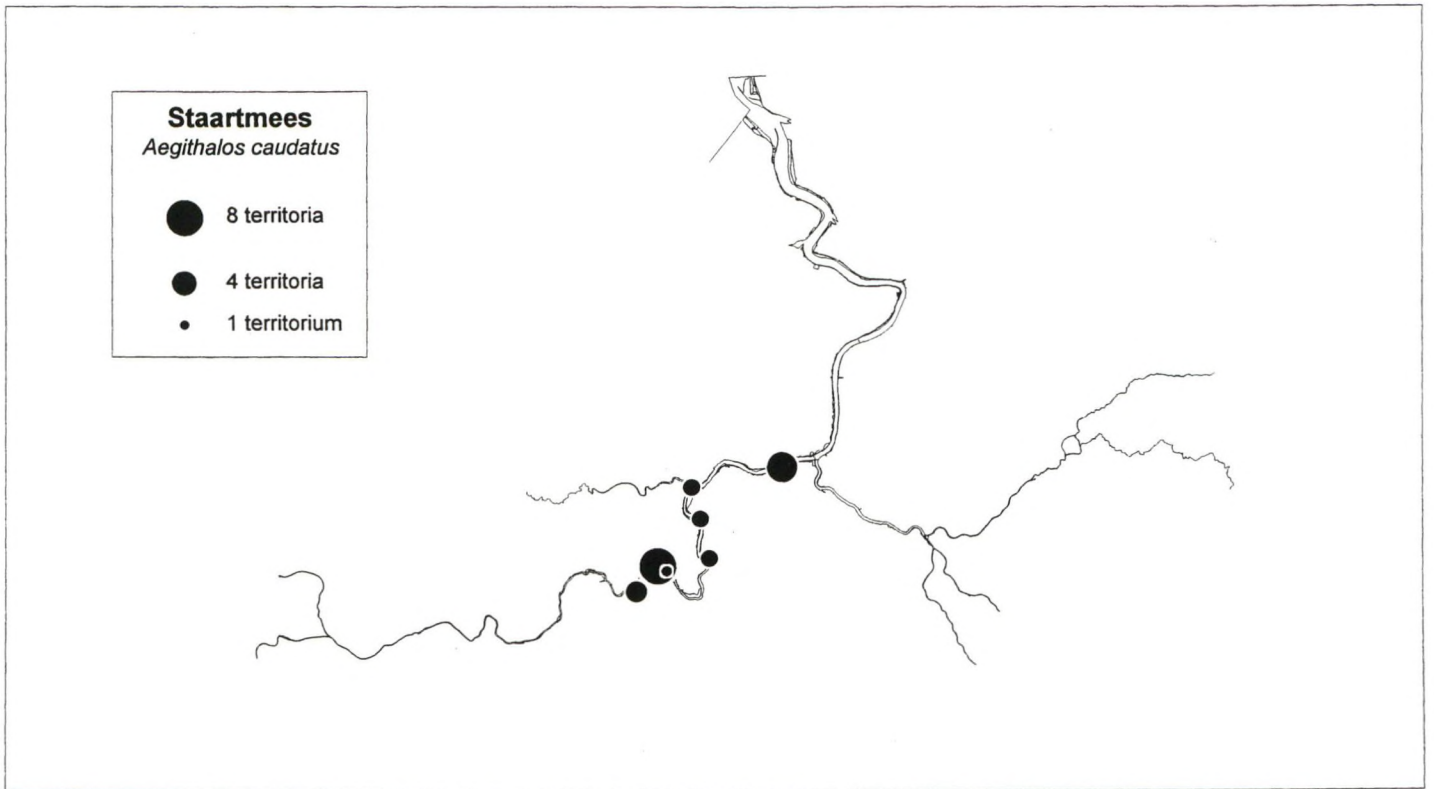 Staartmees
Aegithalos caudatus
8 territoria
4 territoria
1 territorium